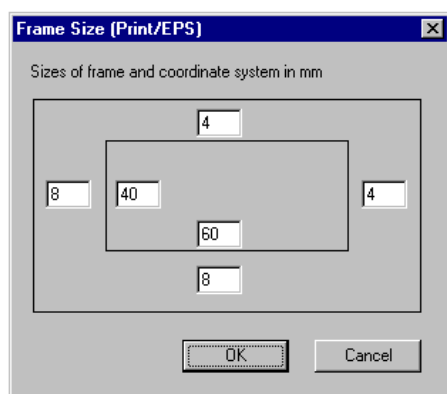 Frame Size (Print/EPS)
Sizes of frame and coordinate system in mm
4
8
40
4
60
8
OK
Cancel